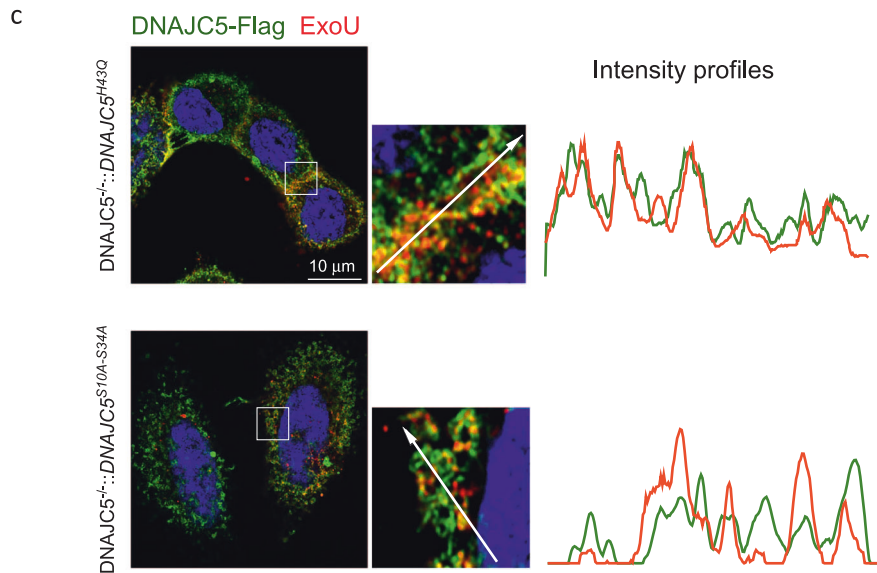 c
DNAJC5-Flag ExoU
Intensity profiles
DNAJC5-/-::DNAJC5H43Q
10 μm
DNAJC5-/-::DNAJC5S10A-S34A